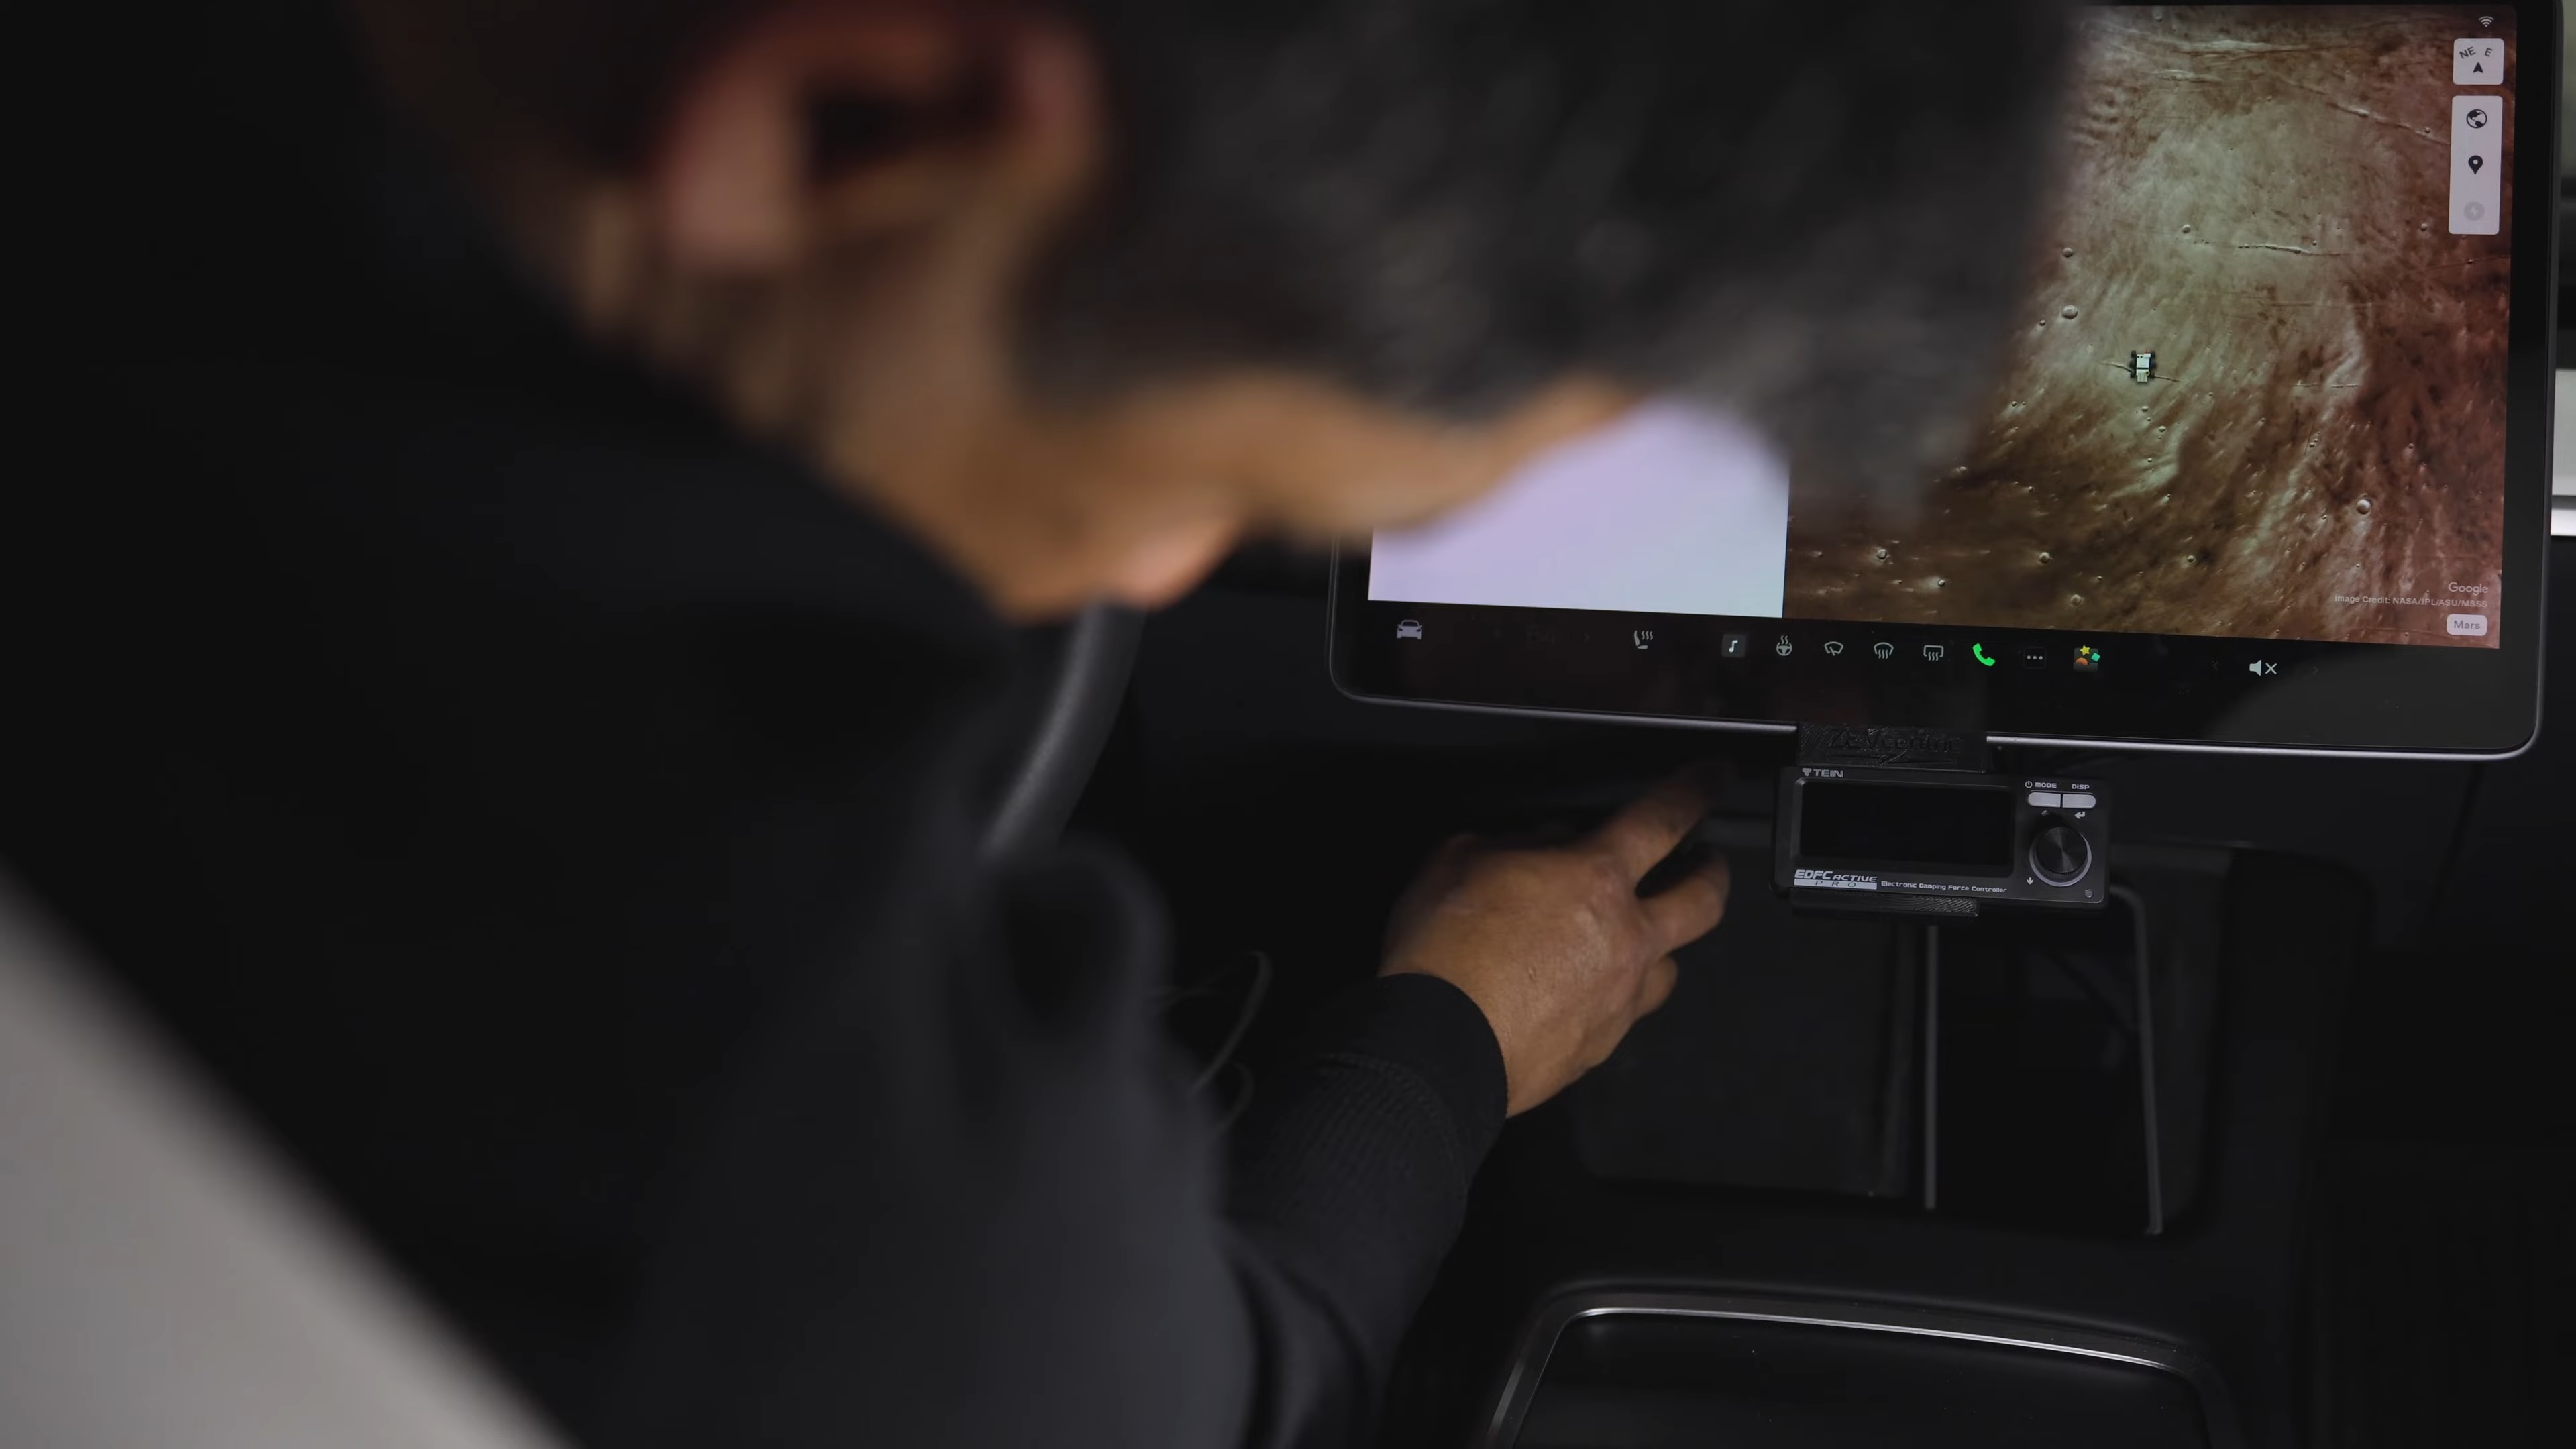 NE E
Google
Image Credit: NASA/JPL/ASU/MSSS
Mars
TEIN
MODE DISP
EDFC ACTIVE
PRO
Electronic Damping Force Controller